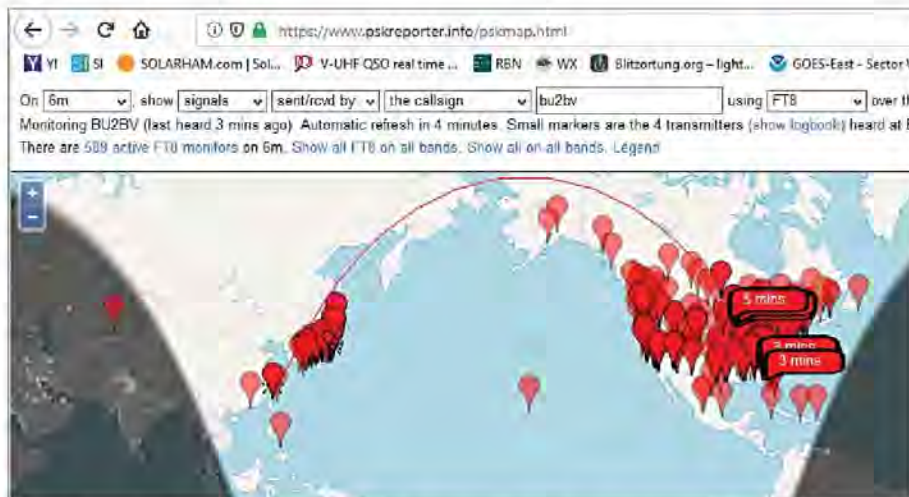 https://www.pskreporter.info/pskmap.html
YI SI SOLARHAM.com | Sol... V-UHF QSO real time ... RBN WX Blitzortung.org – light... GOES-East - Sector V
On 6m , show signals sent/rcvd by the callsign bu2bv using FT8 over th
Monitoring BU2BV (last heard 3 mins ago). Automatic refresh in 4 minutes. Small markers are the 4 transmitters (show logbook) heard at B
There are 589 active FT8 monitors on 6m. Show all FT8 on all bands. Show all on all bands. Legend
+
−
5 mins
3 mins
3 mins